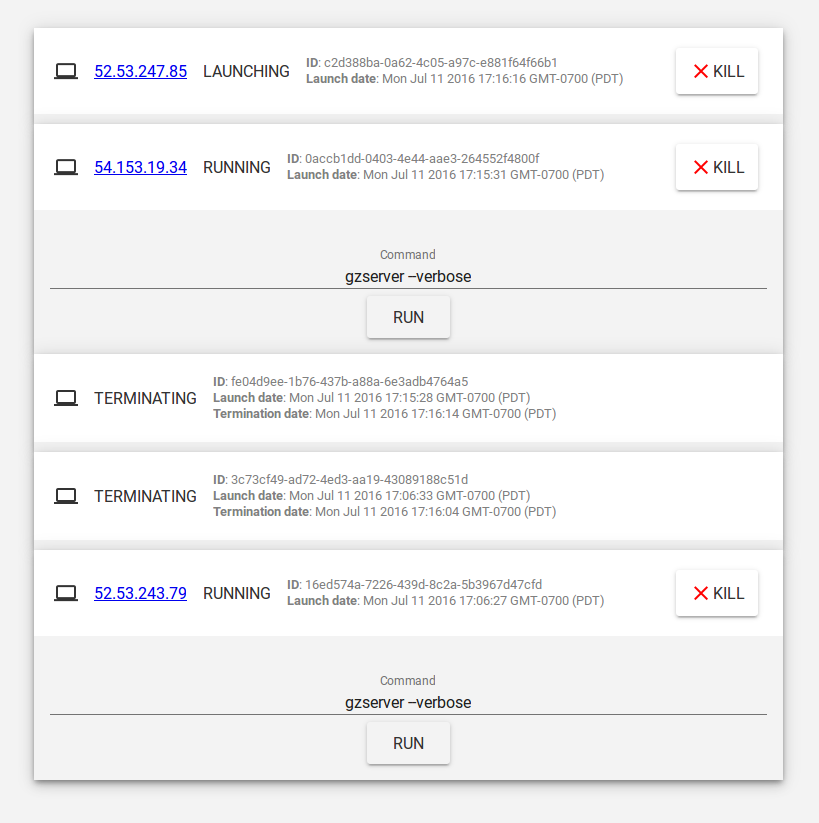 52.53.247.85 LAUNCHING ID: c2d388ba-0a62-4c05-a97c-e881f64f66b1 KILL
Launch date: Mon Jul 11 2016 17:16:16 GMT-0700 (PDT)
54.153.19.34 RUNNING ID: 0accb1dd-0403-4e44-aae3-264552f4800f KILL
Launch date: Mon Jul 11 2016 17:15:31 GMT-0700 (PDT)
Command
gzserver –verbose
RUN
TERMINATING ID: fe04d9ee-1b76-437b-a88a-6e3adb4764a5
Launch date: Mon Jul 11 2016 17:15:28 GMT-0700 (PDT)
Termination date: Mon Jul 11 2016 17:16:14 GMT-0700 (PDT)
TERMINATING ID: 3c73cf49-ad72-4ed3-aa19-43089188c51d
Launch date: Mon Jul 11 2016 17:06:33 GMT-0700 (PDT)
Termination date: Mon Jul 11 2016 17:16:04 GMT-0700 (PDT)
52.53.243.79 RUNNING ID: 16ed574a-7226-439d-8c2a-5b3967d47cfd KILL
Launch date: Mon Jul 11 2016 17:06:27 GMT-0700 (PDT)
Command
gzserver –verbose
RUN